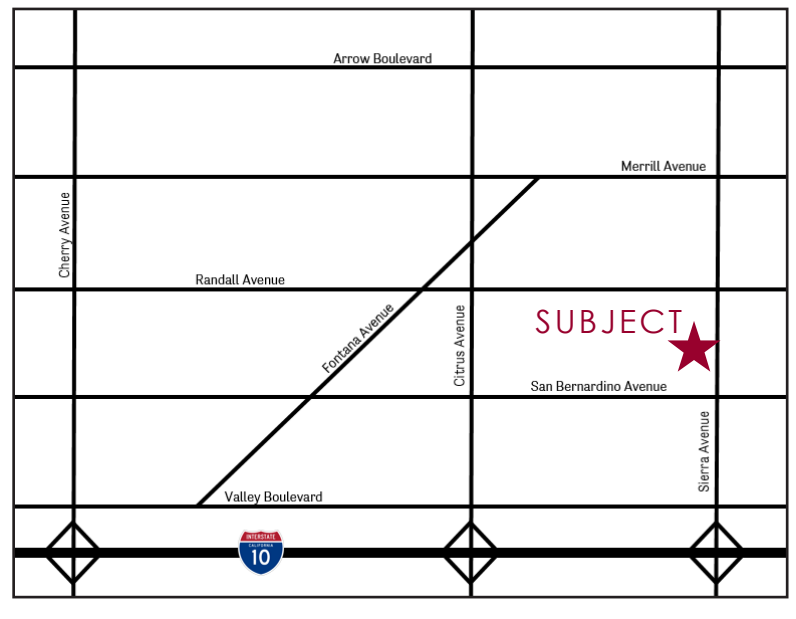 Arrow Boulevard
Merrill Avenue
Cherry Avenue
Randall Avenue
Fontana Avenue
Citrus Avenue
SUBJECT
San Bernardino Avenue
Sierra Avenue
Valley Boulevard
INTERSTATE
CALIFORNIA
10